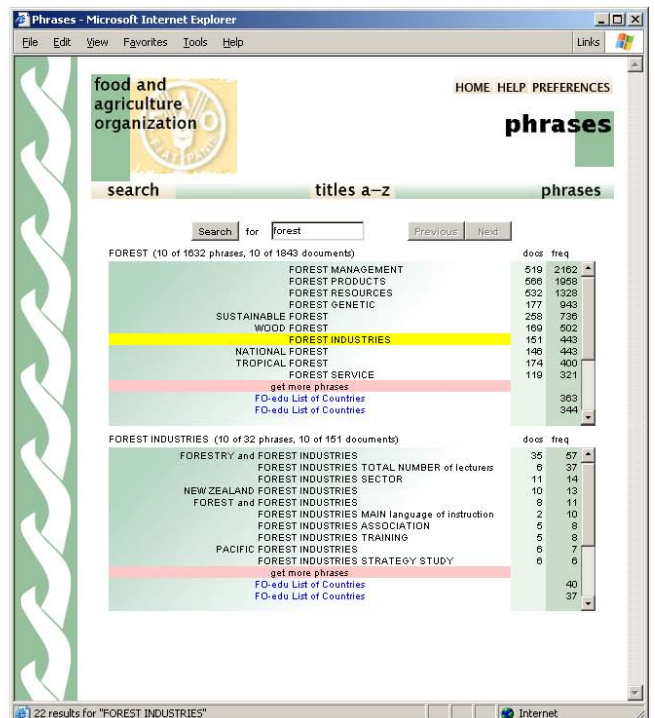 Phrases - Microsoft Internet Explorer
File Edit View Favorites Tools Help Links
food and
agriculture
organization
FIAT PANIS
HOME HELP PREFERENCES
phrases
search titles a–z phrases
Search for forest Previous Next
FOREST (10 of 1632 phrases, 10 of 1843 documents) docs freq
FOREST MANAGEMENT 519 2162
FOREST PRODUCTS 566 1958
FOREST RESOURCES 532 1328
FOREST GENETIC 177 943
SUSTAINABLE FOREST 258 736
WOOD FOREST 169 502
FOREST INDUSTRIES 151 443
NATIONAL FOREST 146 443
TROPICAL FOREST 174 400
FOREST SERVICE 119 321
get more phrases
FO-edu List of Countries 363
FO-edu List of Countries 344
FOREST INDUSTRIES (10 of 32 phrases, 10 of 151 documents) docs freq
FORESTRY and FOREST INDUSTRIES 35 57
FOREST INDUSTRIES TOTAL NUMBER of lecturers 6 37
FOREST INDUSTRIES SECTOR 11 14
NEW ZEALAND FOREST INDUSTRIES 10 13
FOREST and FOREST INDUSTRIES 8 11
FOREST INDUSTRIES MAIN language of instruction 2 10
FOREST INDUSTRIES ASSOCIATION 5 8
FOREST INDUSTRIES TRAINING 5 8
PACIFIC FOREST INDUSTRIES 6 7
FOREST INDUSTRIES STRATEGY STUDY 6 6
get more phrases
FO-edu List of Countries 40
FO-edu List of Countries 37
22 results for "FOREST INDUSTRIES" Internet